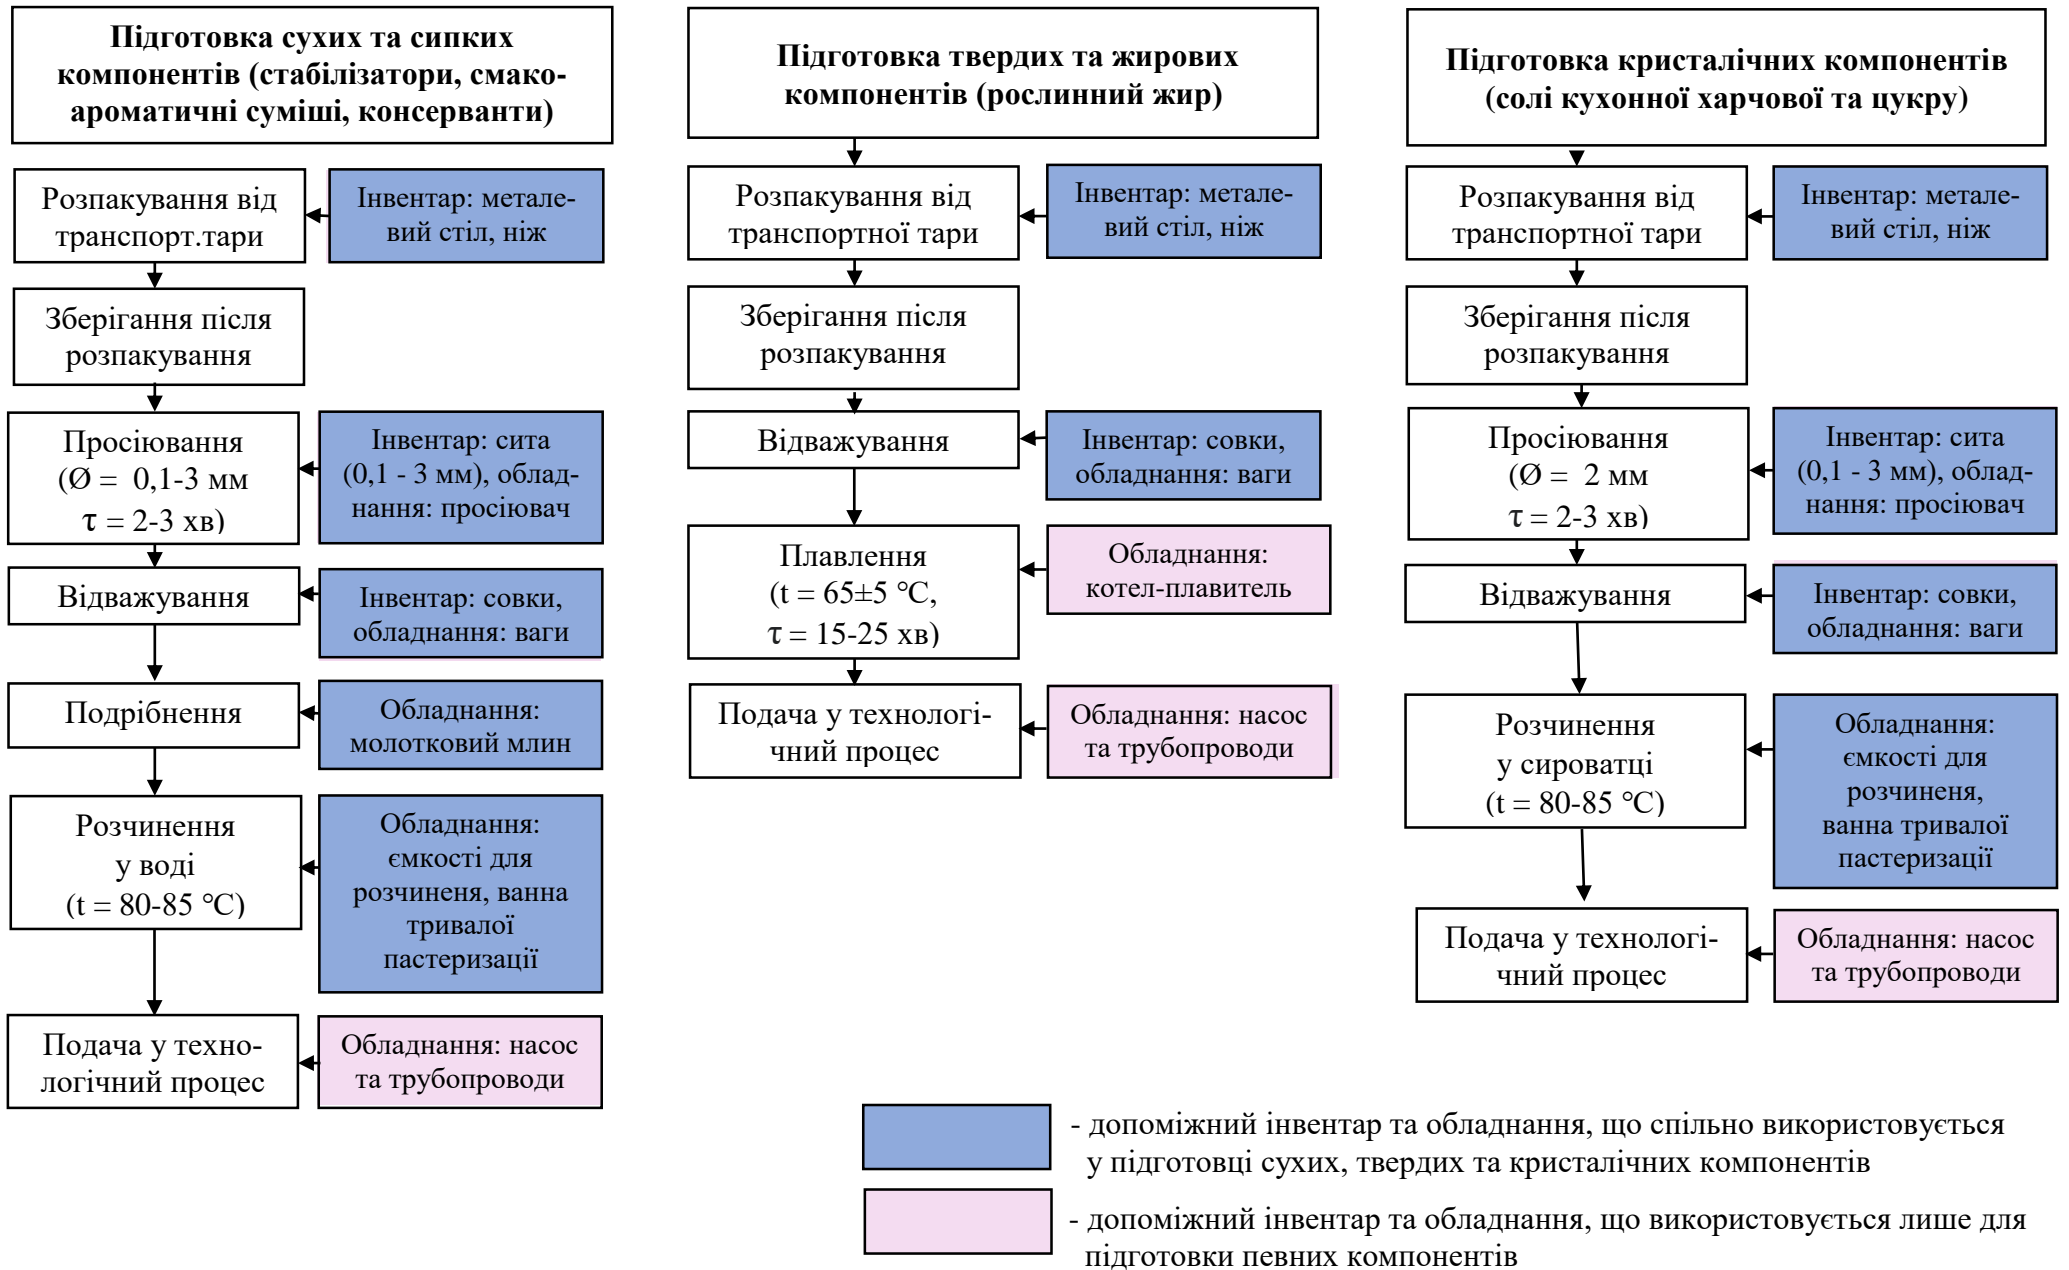 Підготовка сухих та сипких
компонентів (стабілізатори, смако-
ароматичні суміші, консерванти)
Розпакування від
транспорт.тари
Інвентар: метале-
вий стіл, ніж
Зберігання після
розпакування
Просіювання
(Ø =  0,1-3 мм
τ = 2-3 хв)
Інвентар: сита
(0,1 - 3 мм), облад-
нання: просіювач
Відважування
Інвентар: совки,
обладнання: ваги
Подрібнення
Обладнання:
молотковий млин
Розчинення
у воді
(t = 80-85 °C)
Обладнання:
ємкості для
розчиненя, ванна
тривалої
пастеризації
Подача у техно-
логічний процес
Обладнання: насос
та трубопроводи
Підготовка твердих та жирових
компонентів (рослинний жир)
Розпакування від
транспортної тари
Інвентар: метале-
вий стіл, ніж
Зберігання після
розпакування
Відважування
Інвентар: совки,
обладнання: ваги
Плавлення
(t = 65±5 °C,
τ = 15-25 хв)
Обладнання:
котел-плавитель
Подача у технологі-
чний процес
Обладнання: насос
та трубопроводи
Підготовка кристалічних компонентів
(солі кухонної харчової та цукру)
Розпакування від
транспортної тари
Інвентар: метале-
вий стіл, ніж
Зберігання після
розпакування
Просіювання
(Ø =  2 мм
τ = 2-3 хв)
Інвентар: сита
(0,1 - 3 мм), облад-
нання: просіювач
Відважування
Інвентар: совки,
обладнання: ваги
Розчинення
у сироватці
(t = 80-85 °C)
Обладнання:
ємкості для
розчиненя,
ванна тривалої
пастеризації
Подача у технологі-
чний процес
Обладнання: насос
та трубопроводи
- допоміжний інвентар та обладнання, що спільно використовується
у підготовці сухих, твердих та кристалічних компонентів
- допоміжний інвентар та обладнання, що використовується лише для
підготовки певних компонентів